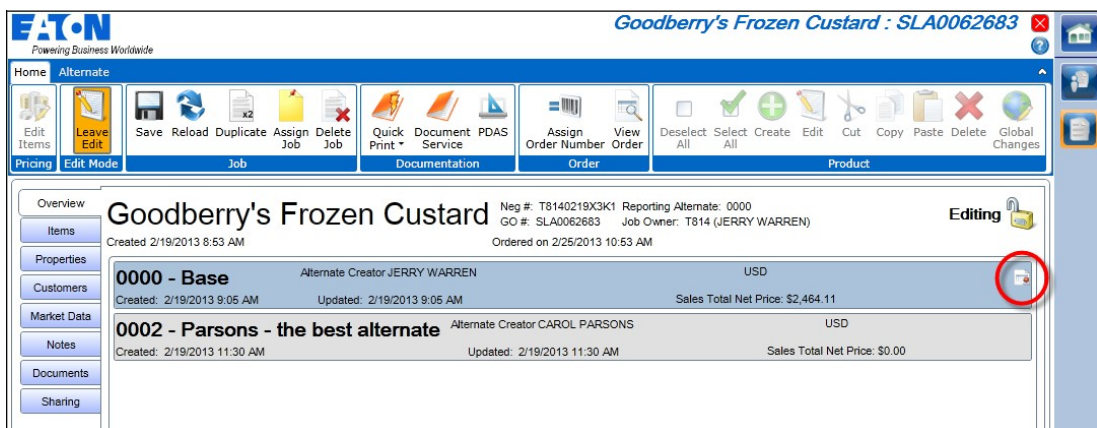 EATON
Powering Business Worldwide
Goodberry's Frozen Custard : SLA0062683
Home Alternate
Edit Items
Leave Edit
Save
Reload
x2
Duplicate
Assign Job
Delete Job
Quick Print
Document Service
PDAS
Assign Order Number
View Order
Deselect All
Select All
Create
Edit
Cut
Copy
Paste
Delete
Global Changes
Pricing Edit Mode Job Documentation Order Product
Overview
Items
Properties
Customers
Market Data
Notes
Documents
Sharing
Goodberry's Frozen Custard
Neg #: T8140219X3K1 Reporting Alternate: 0000
GO #: SLA0062683 Job Owner: T814 (JERRY WARREN)
Editing
Created 2/19/2013 8:53 AM Ordered on 2/25/2013 10:53 AM
0000 - Base Alternate Creator JERRY WARREN USD
Created: 2/19/2013 9:05 AM Updated: 2/19/2013 9:05 AM Sales Total Net Price: $2,464.11
0002 - Parsons - the best alternate Alternate Creator CAROL PARSONS USD
Created: 2/19/2013 11:30 AM Updated: 2/19/2013 11:30 AM Sales Total Net Price: $0.00